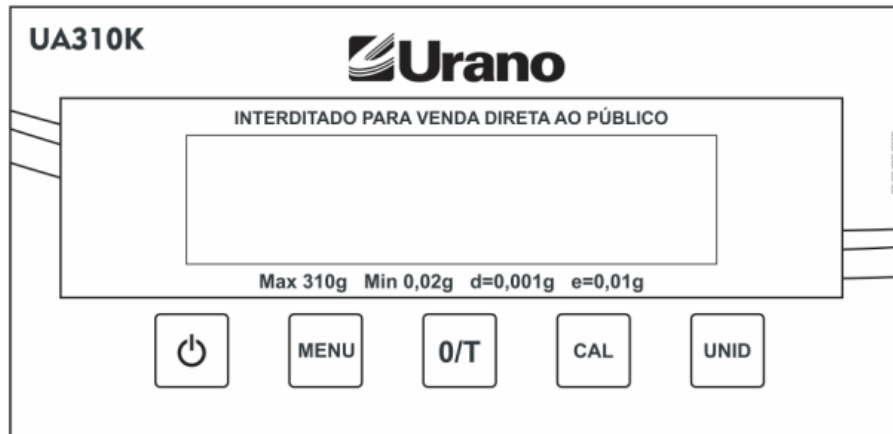 UA310K
Urano
INTERDITADO PARA VENDA DIRETA AO PÚBLICO
Max 310g Min 0,02g d=0,001g e=0,01g
MENU
0/T
CAL
UNID